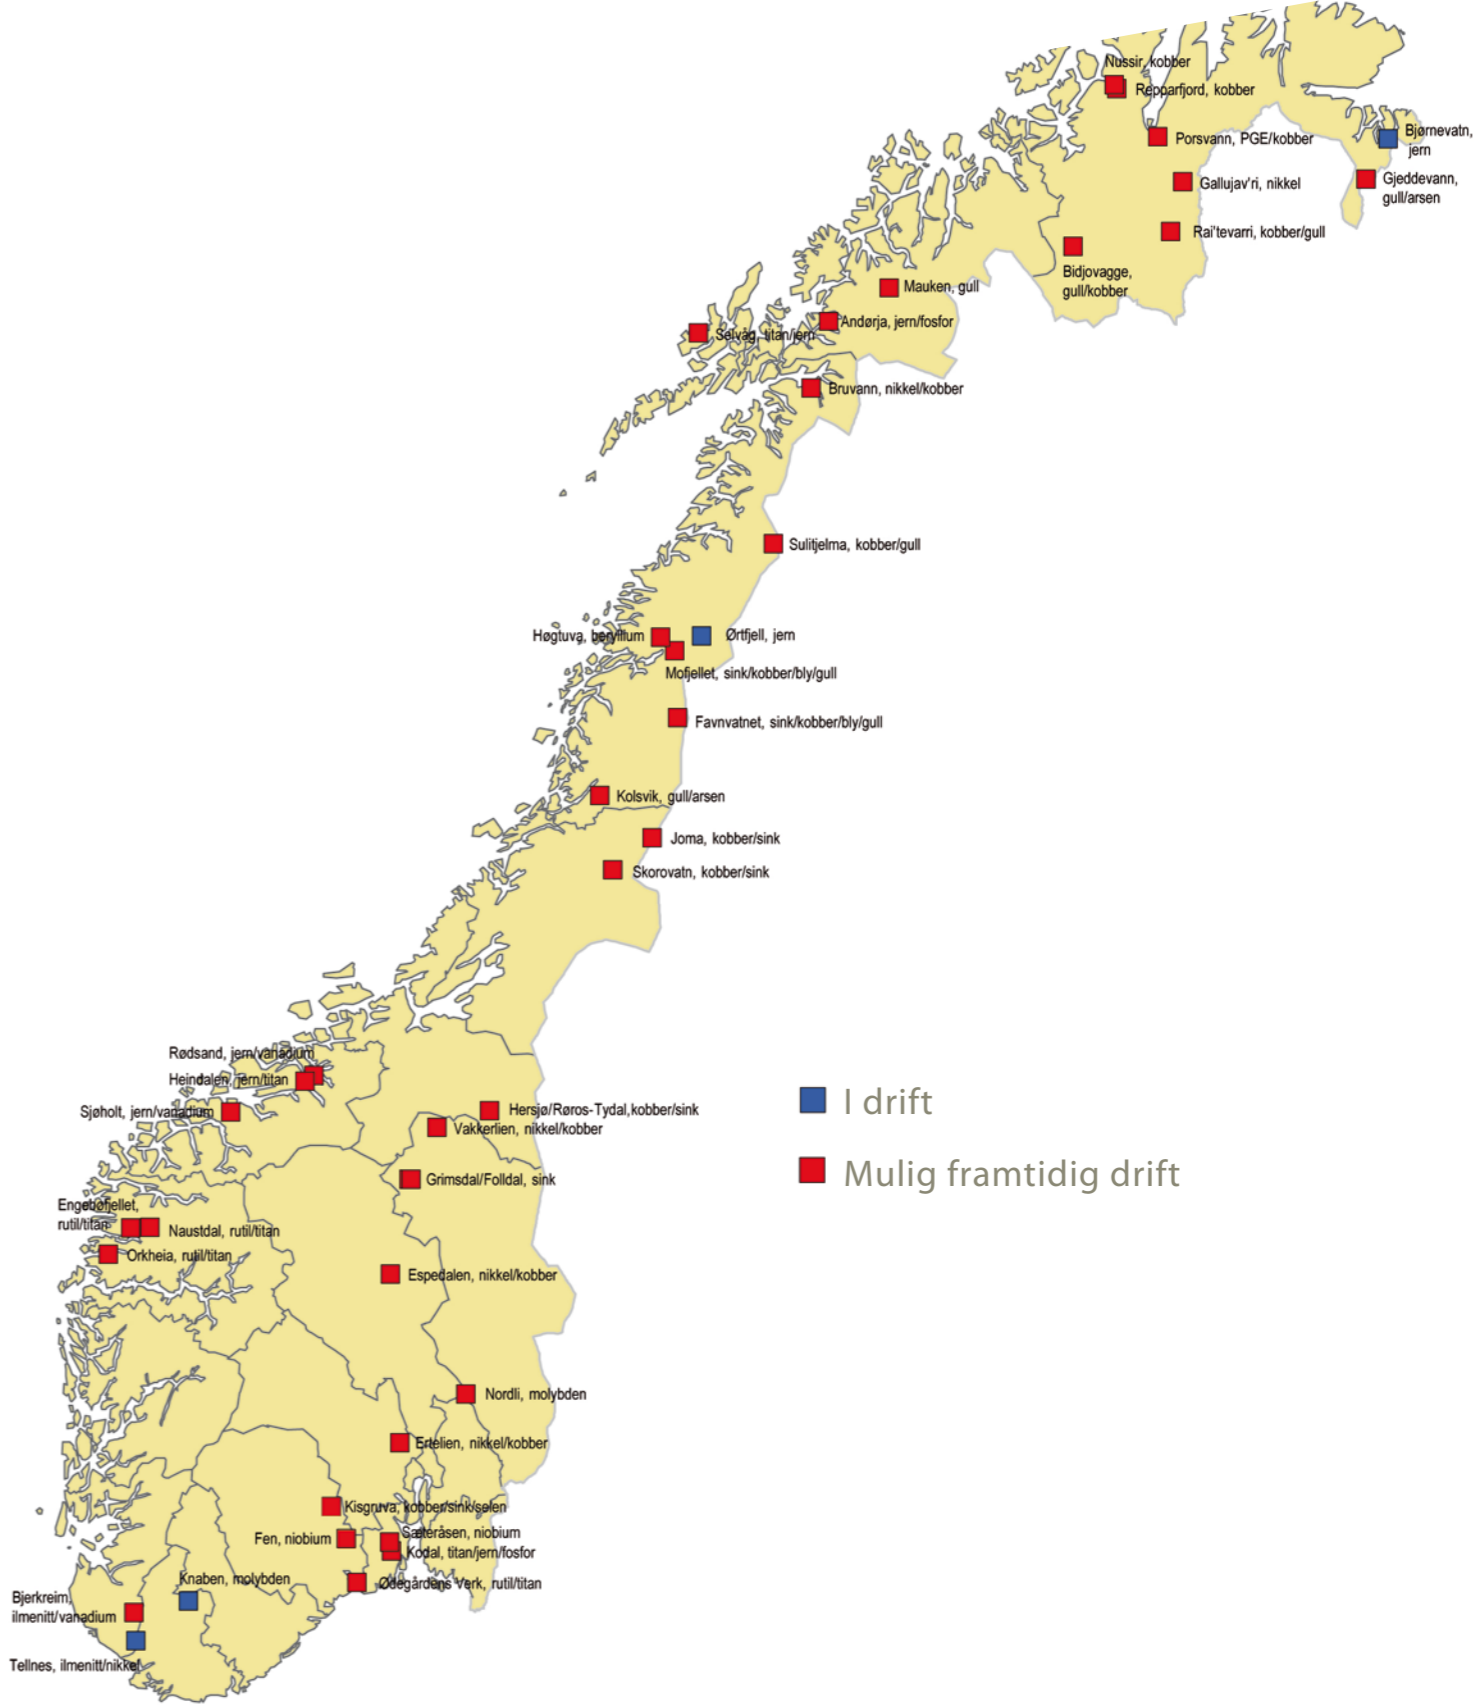 Nussir, kobber
Repparfjord, kobber
Porsvann, PGE/kobber
Bjørnevatn,
jern
Gallujav'ri, nikkel
Gjeddevann,
gull/arsen
Rai'tevarri, kobber/gull
Bidjovagge,
gull/kobber
Mauken, gull
Andørja, jern/fosfor
Selvåg, titan/jern
Bruvann, nikkel/kobber
Sulitjelma, kobber/gull
Høgtuva, beryllium
Ørtfjell, jern
Mofjellet, sink/kobber/bly/gull
Favnvatnet, sink/kobber/bly/gull
Kolsvik, gull/arsen
Joma, kobber/sink
Skorovatn, kobber/sink
Rødsand, jern/vanadium
Heindalen, jern/titan
Sjøholt, jern/vanadium
Hersjø/Røros-Tydal,kobber/sink
Vakkerlien, nikkel/kobber
I drift
Mulig framtidig drift
Grimsdal/Folldal, sink
Engebøfjellet,
rutil/titan
Naustdal, rutil/titan
Orkheia, rutil/titan
Espedalen, nikkel/kobber
Nordli, molybden
Ertelien, nikkel/kobber
Kisgruva, kobber/sink/selen
Fen, niobium
Sæteråsen, niobium
Kodal, titan/jern/fosfor
Knaben, molybden
Ødegårdens Verk, rutil/titan
Bjerkreim,
ilmenitt/vanadium
Tellnes, ilmenitt/nikkel